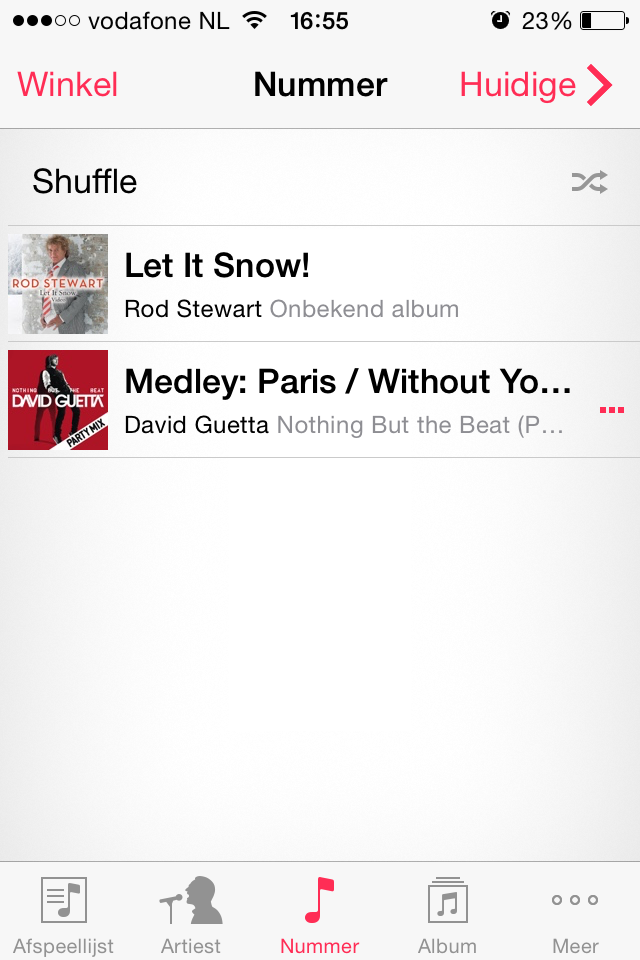 vodafone NL 16:55 23%
Winkel Nummer Huidige
Shuffle
ROD STEWART
Let It Snow
Video
Let It Snow!
Rod Stewart Onbekend album
NOTHING BUT THE BEAT
DAVID GUETTA
PARTY MIX
Medley: Paris / Without Yo...
David Guetta Nothing But the Beat (P...
Afspeellijst Artiest Nummer Album Meer